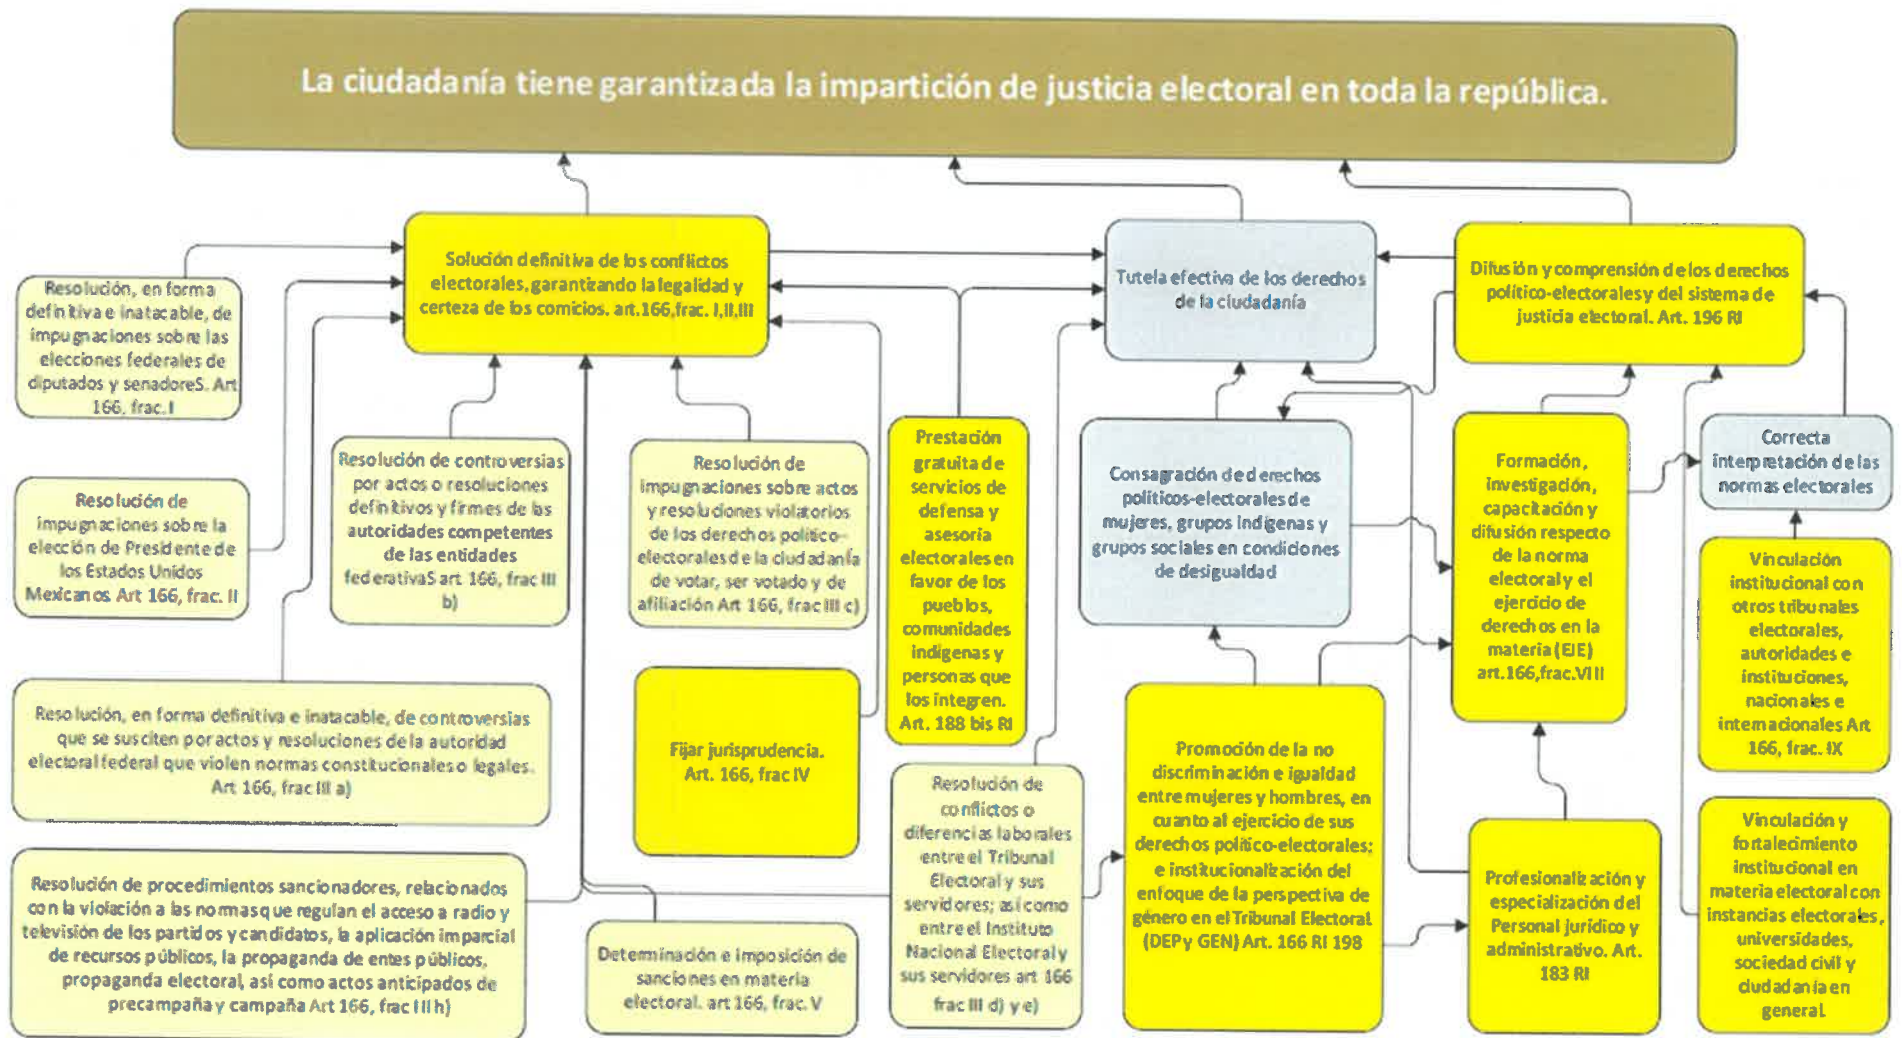 La ciudadanía tiene garantizada la impartición de justicia electoral en toda la república.
Solución definitiva de los conflictos
electorales, garantizando la legalidad y
certeza de los comicios. art.166,frac. I,II,III
Tutela efectiva de los derechos
de la ciudadanía
Difusión y comprensión de los derechos
político-electorales y del sistema de
justicia electoral. Art. 196 RI
Resolución, en forma
definitiva e inatacable, de
impugnaciones sobre las
elecciones federales de
diputados y senadoreS. Art
166, frac. I
Resolución de
impugnaciones sobre la
elección de Presidente de
los Estados Unidos
Mexicanos Art 166, frac. II
Resolución de controversias
por actos o resoluciones
definitivos y firmes de las
autoridades competentes
de las entidades
federativaS art 166, frac III
b)
Resolución de
impugnaciones sobre actos
y resoluciones violatorios
de los derechos político-
electorales de la ciudadanía
de votar, ser votado y de
afiliación Art 166, frac III c)
Prestación
gratuita de
servicios de
defensa y
asesoría
electorales en
favor de los
pueblos,
comunidades
indígenas y
personas que
los integren.
Art. 188 bis RI
Consagración de derechos
políticos-electorales de
mujeres, grupos indígenas y
grupos sociales en condiciones
de desigualdad
Formación,
investigación,
capacitación y
difusión respecto
de la norma
electoral y el
ejercicio de
derechos en la
materia (EJE)
art.166,frac.VIII
Correcta
interpretación de las
normas electorales
Vinculación
institucional con
otros tribunales
electorales,
autoridades e
instituciones,
nacionales e
internacionales Art
166, frac. IX
Resolución, en forma definitiva e inatacable, de controversias
que se susciten por actos y resoluciones de la autoridad
electoral federal que violen normas constitucionales o legales.
Art 166, frac III a)
Fijar jurisprudencia.
Art. 166, frac IV
Resolución de
conflictos o
diferencias laborales
entre el Tribunal
Electoral y sus
servidores; así como
entre el Instituto
Nacional Electoral y
sus servidores art 166
frac III d) y e)
Promoción de la no
discriminación e igualdad
entre mujeres y hombres, en
cuanto al ejercicio de sus
derechos político-electorales;
e institucionalización del
enfoque de la perspectiva de
género en el Tribunal Electoral.
(DEP y GEN) Art. 166 RI 198
Profesionalización y
especialización del
Personal jurídico y
administrativo. Art.
183 RI
Vinculación y
fortalecimiento
institucional en
materia electoral con
instancias electorales,
universidades,
sociedad civil y
ciudadanía en
general.
Resolución de procedimientos sancionadores, relacionados
con la violación a las normas que regulan el acceso a radio y
televisión de los partidos y candidatos, la aplicación imparcial
de recursos públicos, la propaganda de entes públicos,
propaganda electoral, así como actos anticipados de
precampaña y campaña Art 166, frac III h)
Determinación e imposición de
sanciones en materia
electoral. art 166, frac. V